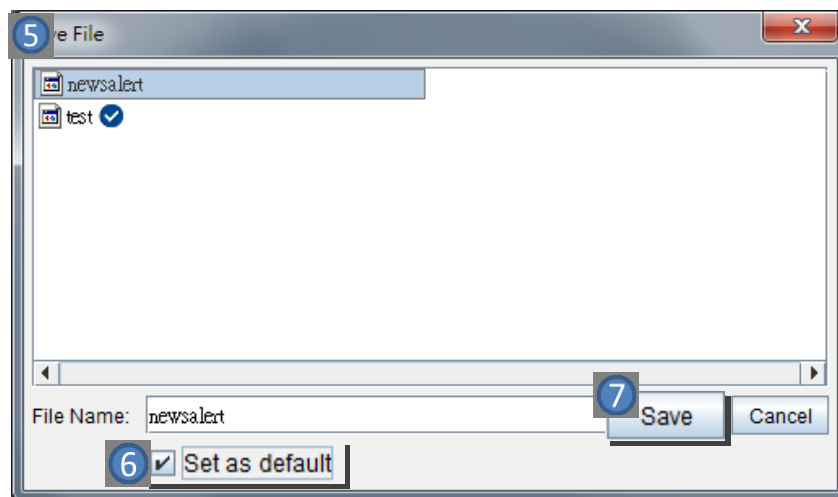 5 ve File
newsalert
test
File Name: newsalert
7 Save Cancel
6 Set as default